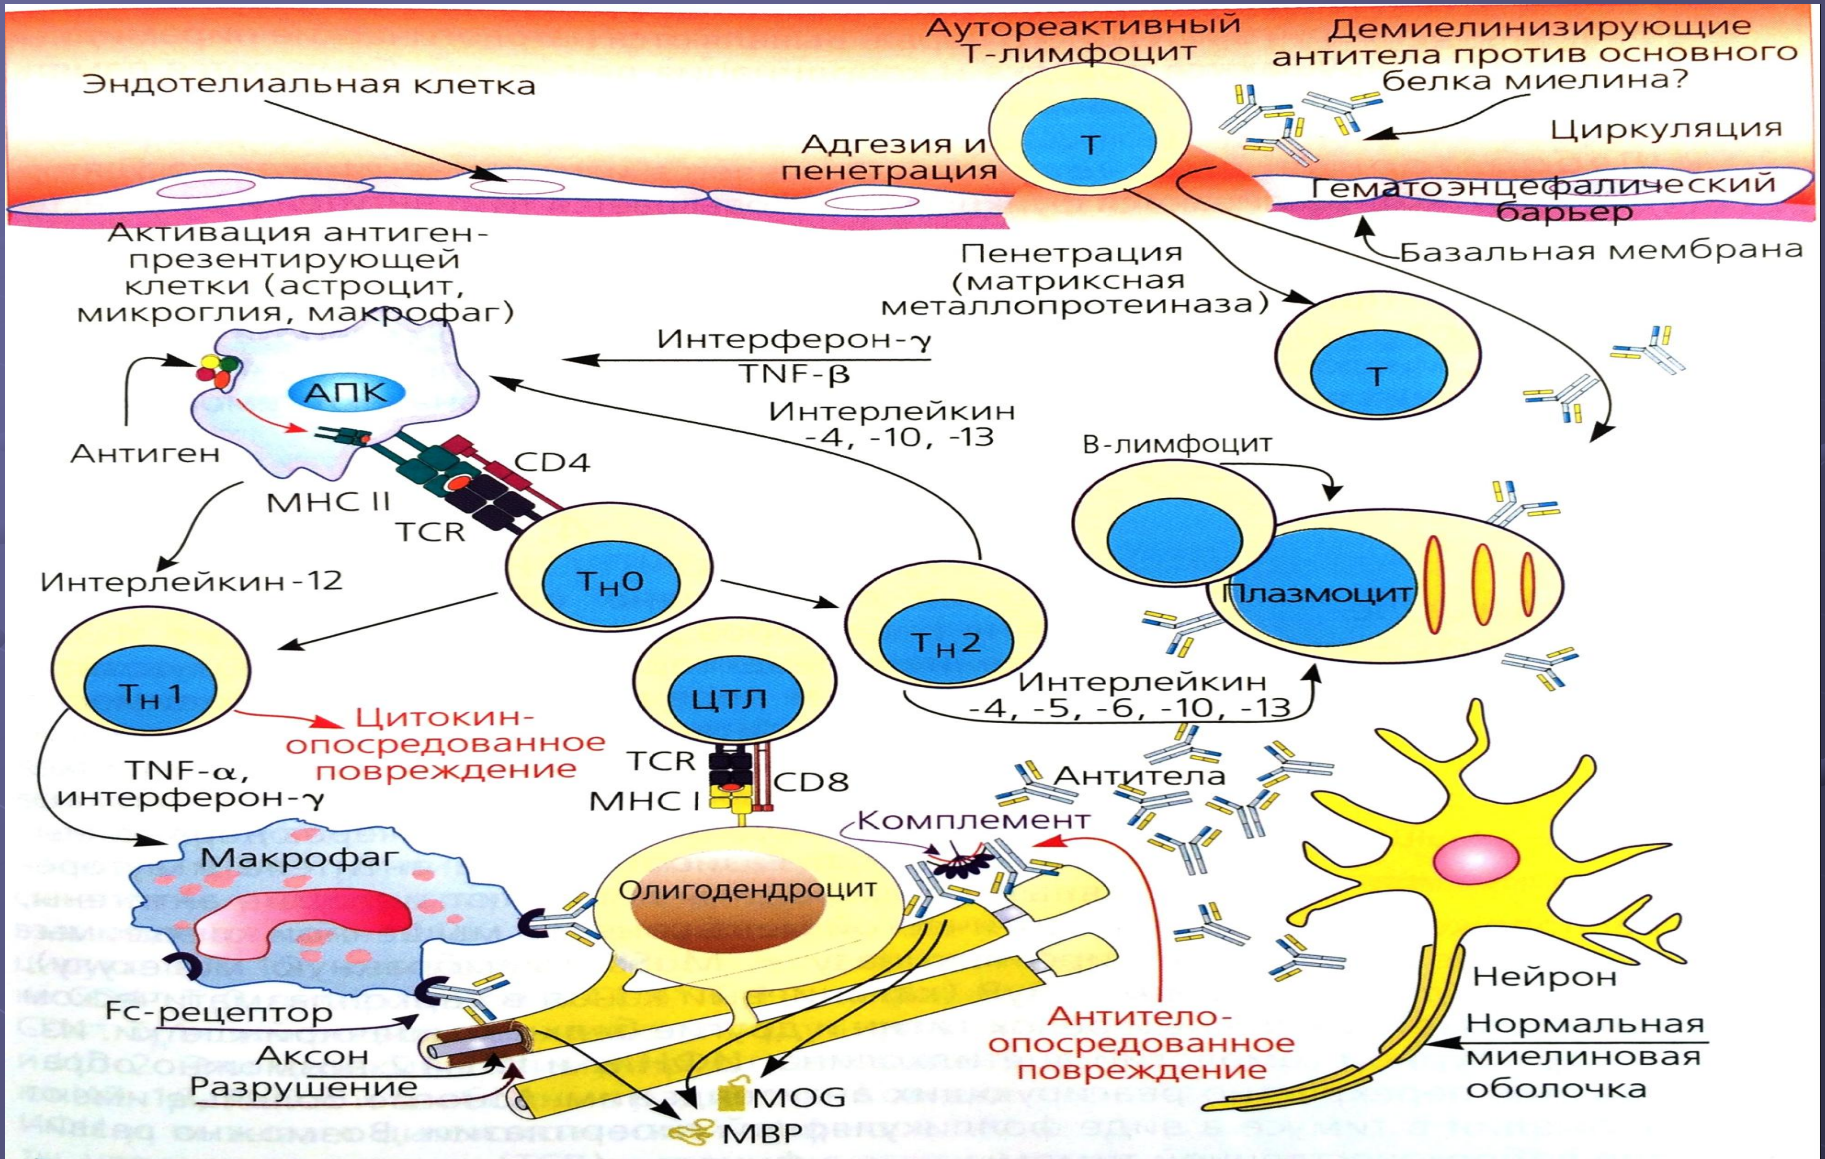 Аутореактивный
Т-лимфоцит
Демиелинизирующие
антитела против основного
белка миелина?
Эндотелиальная клетка
Циркуляция
Т
Адгезия и
пенетрация
Гематоэнцефалический
барьер
Базальная мембрана
Активация антиген-
презентирующей
клетки (астроцит,
микроглия, макрофаг)
Пенетрация
(матриксная
металлопротеиназа)
Интерферон-γ
TNF-β
Т
АПК
Интерлейкин
-4, -10, -13
Антиген
CD4
В-лимфоцит
MHC II
TCR
Интерлейкин -12
TH0
Плазмоцит
TH2
TH1
ЦТЛ
Интерлейкин
-4, -5, -6, -10, -13
Цитокин-
опосредованное
повреждение
TCR
CD8
MHC I
TNF-α,
интерферон-γ
Антитела
Комплемент
Макрофаг
Олигодендроцит
Нейрон
Fc-рецептор
Антитело-
опосредованное
повреждение
Нормальная
миелиновая
оболочка
Аксон
Разрушение
MOG
MBP